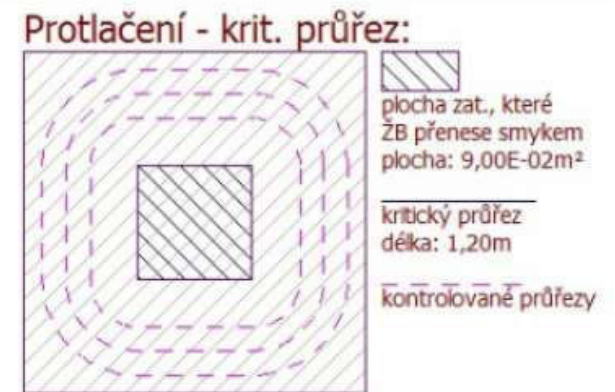 Protlačení - krit. průřez:
plocha zat., které
ŽB přenese smykem
plocha: 9,00E-02m²
kritický průřez
délka: 1,20m
kontrolované průřezy